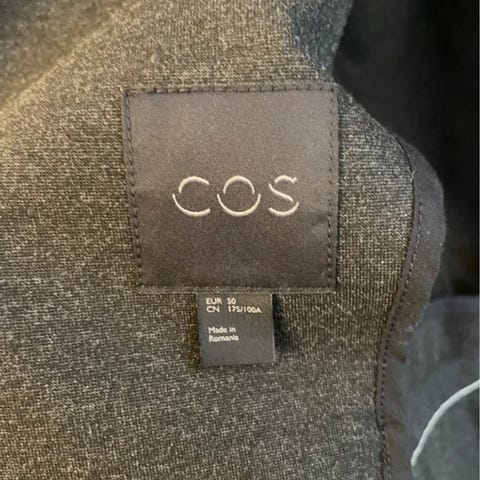 COS
EUR 50
CN 175/100A
Made in
Romania